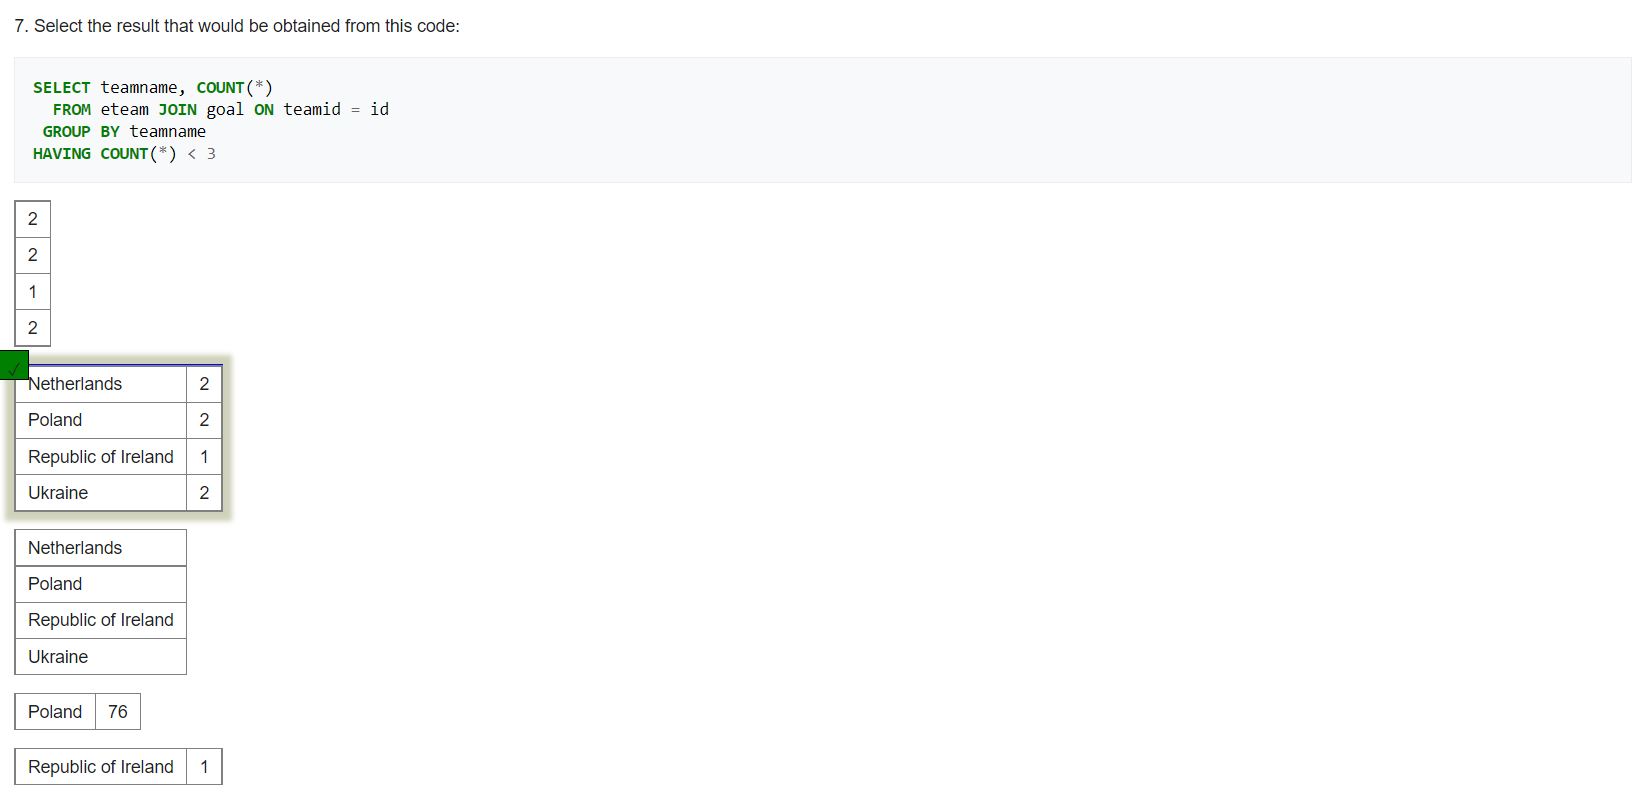 7. Select the result that would be obtained from this code:
SELECT teamname, COUNT(*)
FROM eteam JOIN goal ON teamid = id
GROUP BY teamname
HAVING COUNT(*) < 3
2
2
1
2
✓
Netherlands 2
Poland 2
Republic of Ireland 1
Ukraine 2
Netherlands
Poland
Republic of Ireland
Ukraine
Poland 76
Republic of Ireland 1